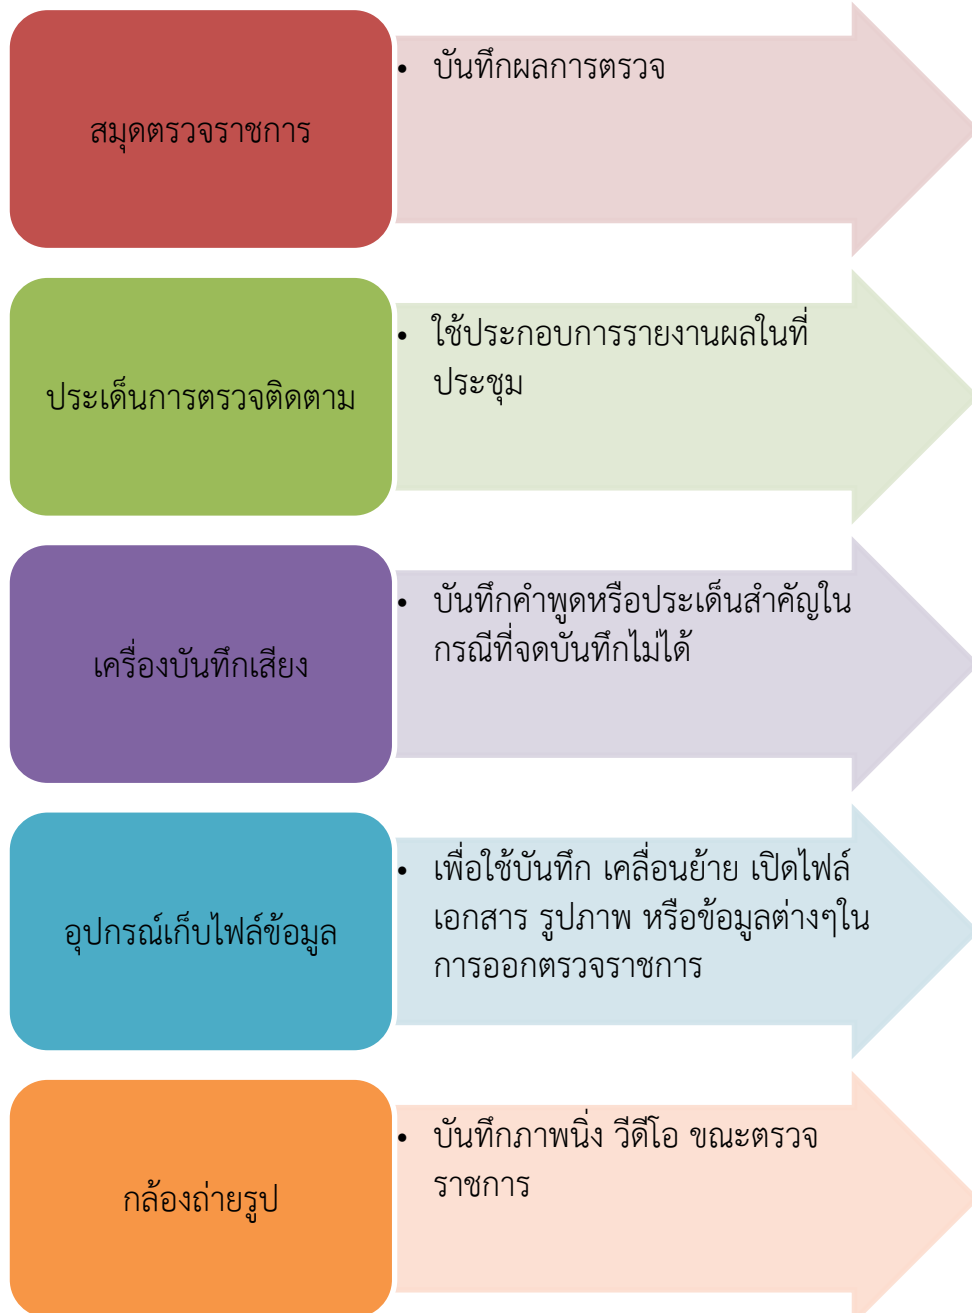 สมุดตรวจราชการ
• บันทึกผลการตรวจ
ประเด็นการตรวจติดตาม
• ใช้ประกอบการรายงานผลในที่
ประชุม
เครื่องบันทึกเสียง
• บันทึกคำพูดหรือประเด็นสำคัญใน
กรณีที่จดบันทึกไม่ได้
อุปกรณ์เก็บไฟล์ข้อมูล
• เพื่อใช้บันทึก เคลื่อนย้าย เปิดไฟล์
เอกสาร รูปภาพ หรือข้อมูลต่างๆใน
การออกตรวจราชการ
กล้องถ่ายรูป
• บันทึกภาพนิ่ง วีดีโอ ขณะตรวจ
ราชการ